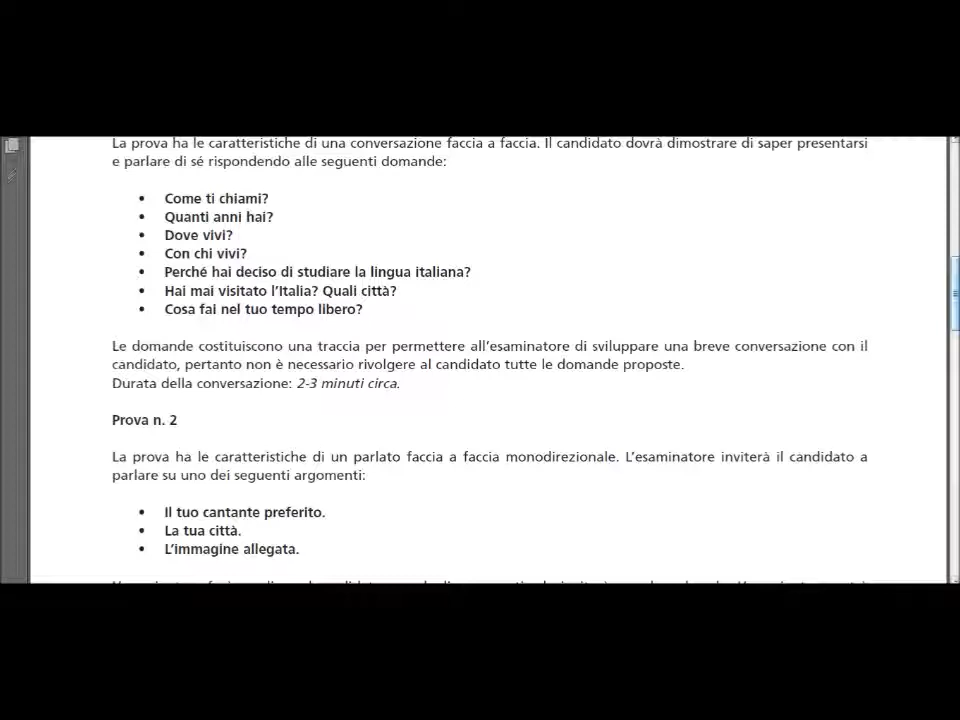 La prova ha le caratteristiche di una conversazione faccia a faccia. Il candidato dovrà dimostrare di saper presentarsi
e parlare di sé rispondendo alle seguenti domande:
• Come ti chiami?
• Quanti anni hai?
• Dove vivi?
• Con chi vivi?
• Perché hai deciso di studiare la lingua italiana?
• Hai mai visitato l'Italia? Quali città?
• Cosa fai nel tuo tempo libero?
Le domande costituiscono una traccia per permettere all'esaminatore di sviluppare una breve conversazione con il
candidato, pertanto non è necessario rivolgere al candidato tutte le domande proposte.
Durata della conversazione: 2-3 minuti circa.
Prova n. 2
La prova ha le caratteristiche di un parlato faccia a faccia monodirezionale. L'esaminatore inviterà il candidato a
parlare su uno dei seguenti argomenti:
• Il tuo cantante preferito.
• La tua città.
• L'immagine allegata.